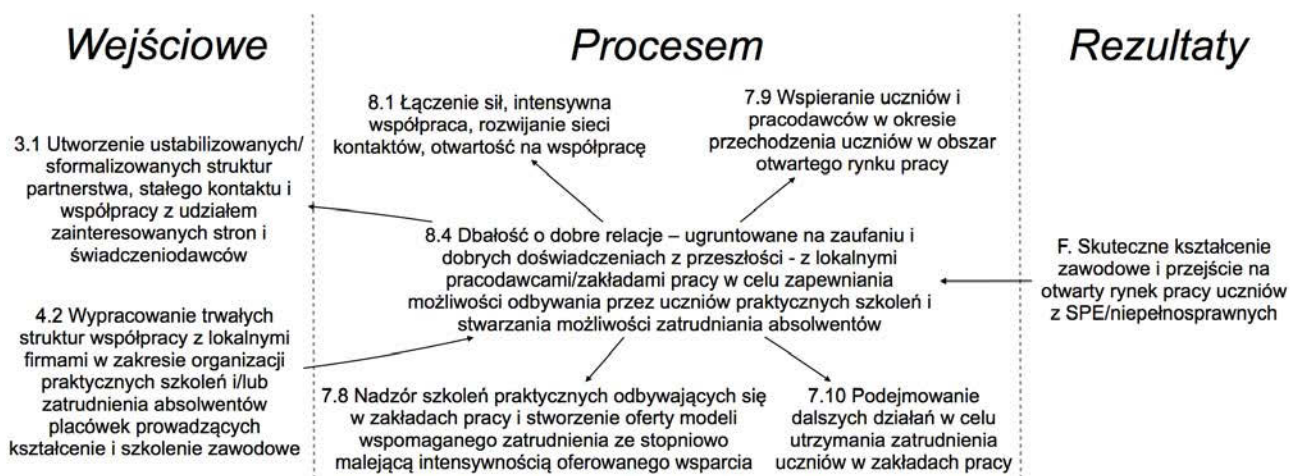 Wejściowe
3.1 Utworzenie ustabilizowanych/
sformalizowanych struktur
partnerstwa, stałego kontaktu i
współpracy z udziałem
zainteresowanych stron i
świadczeniodawców
4.2 Wypracowanie trwałych
struktur współpracy z lokalnymi
firmami w zakresie organizacji
praktycznych szkoleń i/lub
zatrudnienia absolwentów
placówek prowadzących
kształcenie i szkolenie zawodowe
Procesem
8.1 Łączenie sił, intensywna
współpraca, rozwijanie sieci
kontaktów, otwartość na współpracę
7.9 Wspieranie uczniów i
pracodawców w okresie
przechodzenia uczniów w obszar
otwartego rynku pracy
8.4 Dbałość o dobre relacje – ugruntowane na zaufaniu i
dobrych doświadczeniach z przeszłości - z lokalnymi
pracodawcami/zakładami pracy w celu zapewniania
możliwości odbywania przez uczniów praktycznych szkoleń i
stwarzania możliwości zatrudniania absolwentów
7.8 Nadzór szkoleń praktycznych odbywających się
w zakładach pracy i stworzenie oferty modeli
wspomaganego zatrudnienia ze stopniowo
malejącą intensywnością oferowanego wsparcia
7.10 Podejmowanie
dalszych działań w celu
utrzymania zatrudnienia
uczniów w zakładach pracy
Rezultaty
F. Skuteczne kształcenie
zawodowe i przejście na
otwarty rynek pracy uczniów
z SPE/niepełnosprawnych